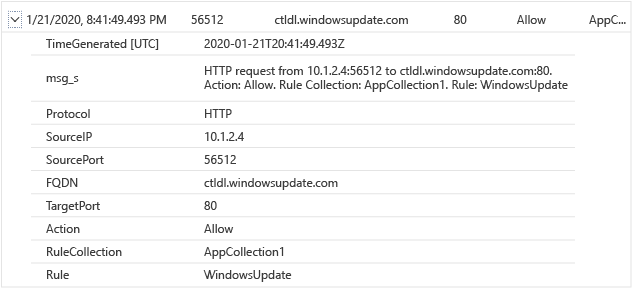 1/21/2020, 8:41:49.493 PM 56512 ctldl.windowsupdate.com 80 Allow AppC...
TimeGenerated [UTC] 2020-01-21T20:41:49.493Z
msg_s HTTP request from 10.1.2.4:56512 to ctldl.windowsupdate.com:80.
Action: Allow. Rule Collection: AppCollection1. Rule: WindowsUpdate
Protocol HTTP
SourceIP 10.1.2.4
SourcePort 56512
FQDN ctldl.windowsupdate.com
TargetPort 80
Action Allow
RuleCollection AppCollection1
Rule WindowsUpdate